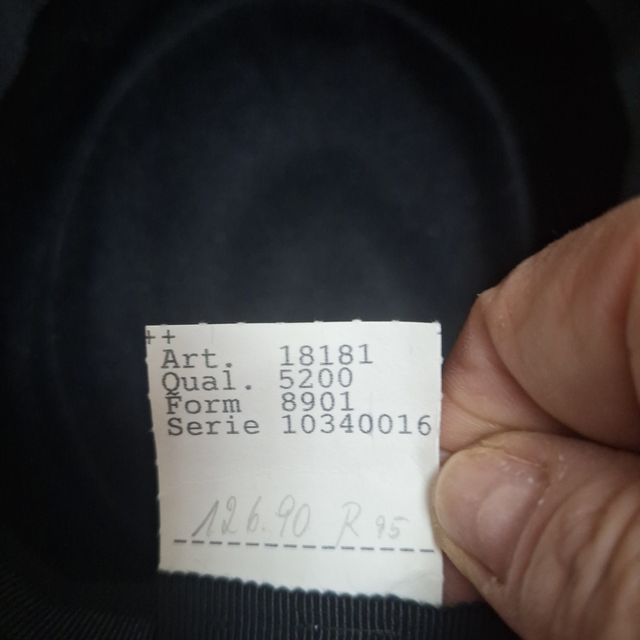 ++
Art. 18181
Qual. 5200
Form 8901
Serie 10340016
126.90 R 95